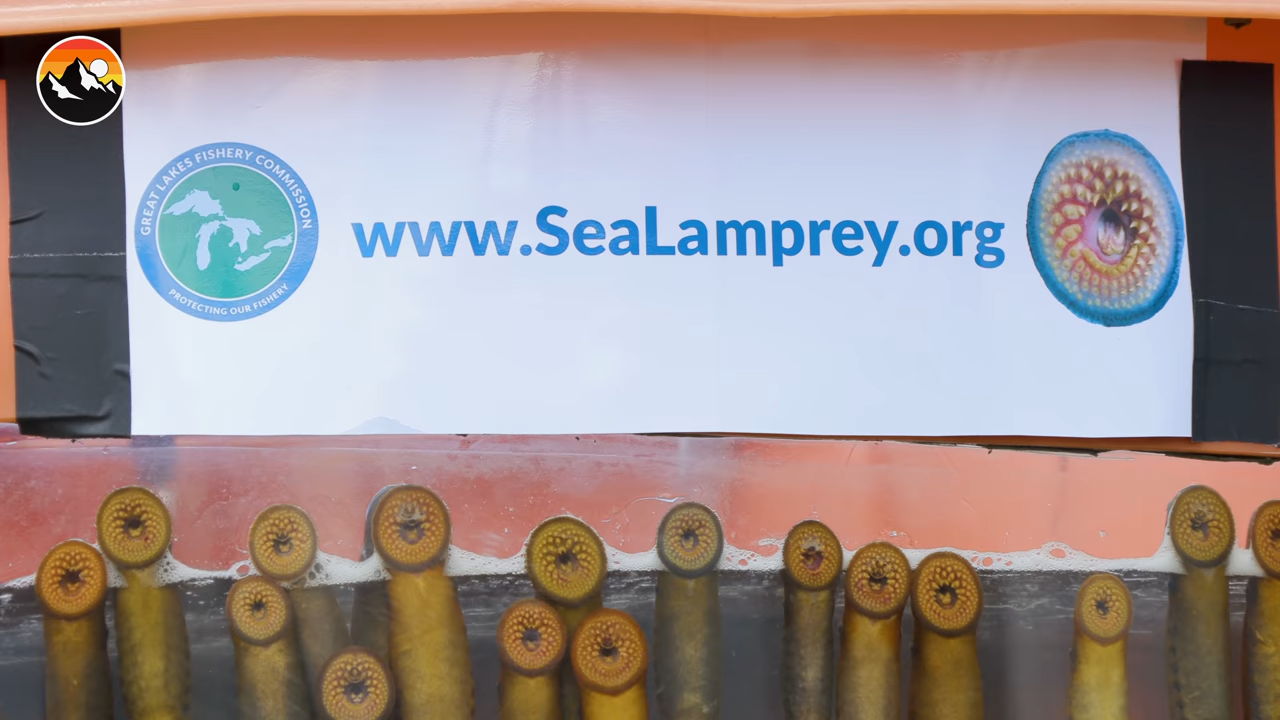 GREAT LAKES FISHERY COMMISSION
PROTECTING OUR FISHERY
www.SeaLamprey.org